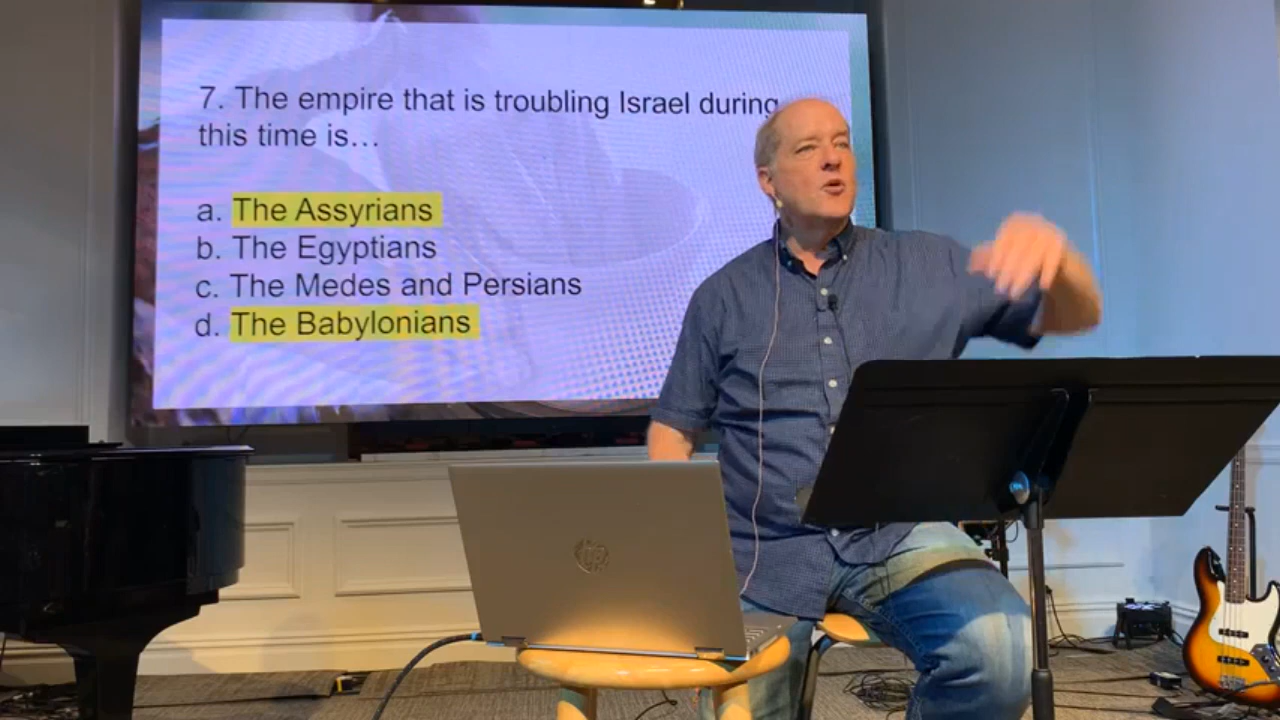 7. The empire that is troubling Israel during
this time is…
a. The Assyrians
b. The Egyptians
c. The Medes and Persians
d. The Babylonians
hp